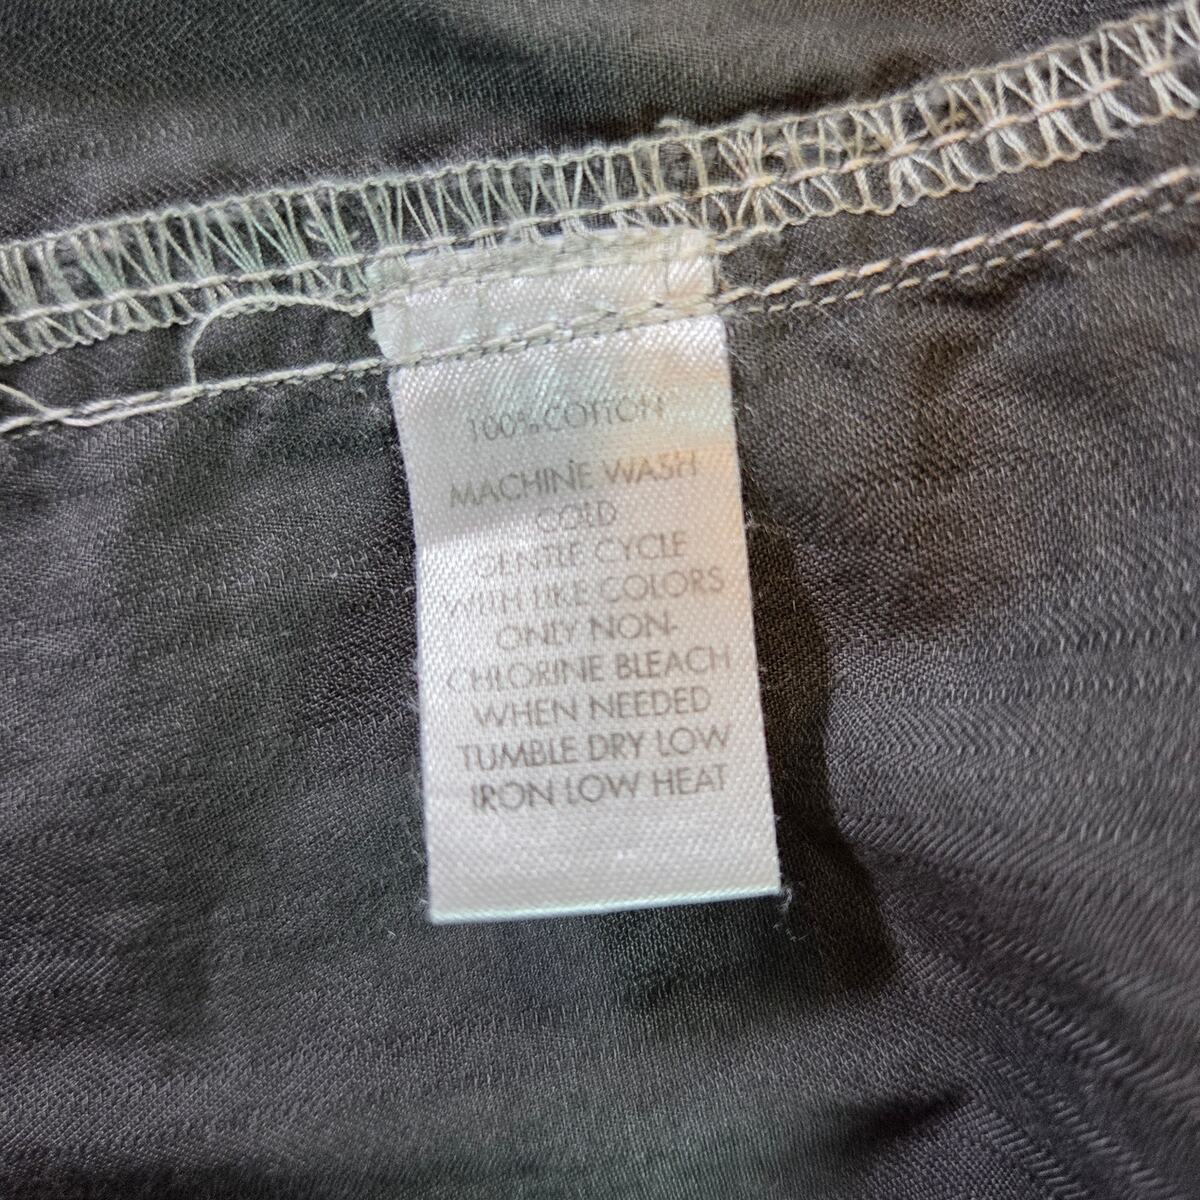 100% COTTON
MACHINE WASH
COLD
GENTLE CYCLE
WITH LIKE COLORS
ONLY NON-
CHLORINE BLEACH
WHEN NEEDED
TUMBLE DRY LOW
IRON LOW HEAT